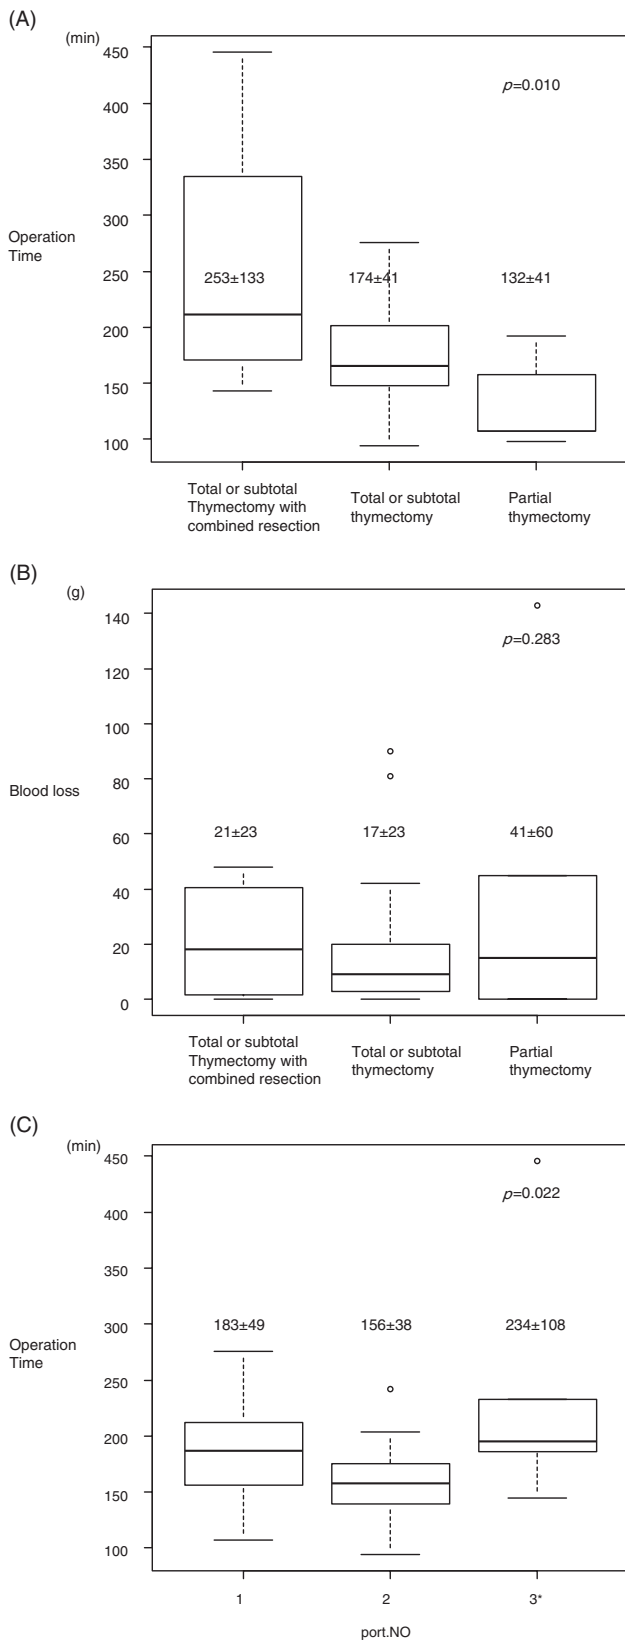 (A)
(min)
450
400
350
300
250
200
150
100
Operation
Time
p=0.010
253±133
174±41
132±41
Total or subtotal
Thymectomy with
combined resection
Total or subtotal
thymectomy
Partial
thymectomy
(B)
(g)
140
120
100
80
60
40
20
0
Blood loss
p=0.283
21±23
17±23
41±60
Total or subtotal
Thymectomy with
combined resection
Total or subtotal
thymectomy
Partial
thymectomy
(C)
(min)
450
400
350
300
250
200
150
100
Operation
Time
p=0.022
183±49
156±38
234±108
1
2
3*
port.NO